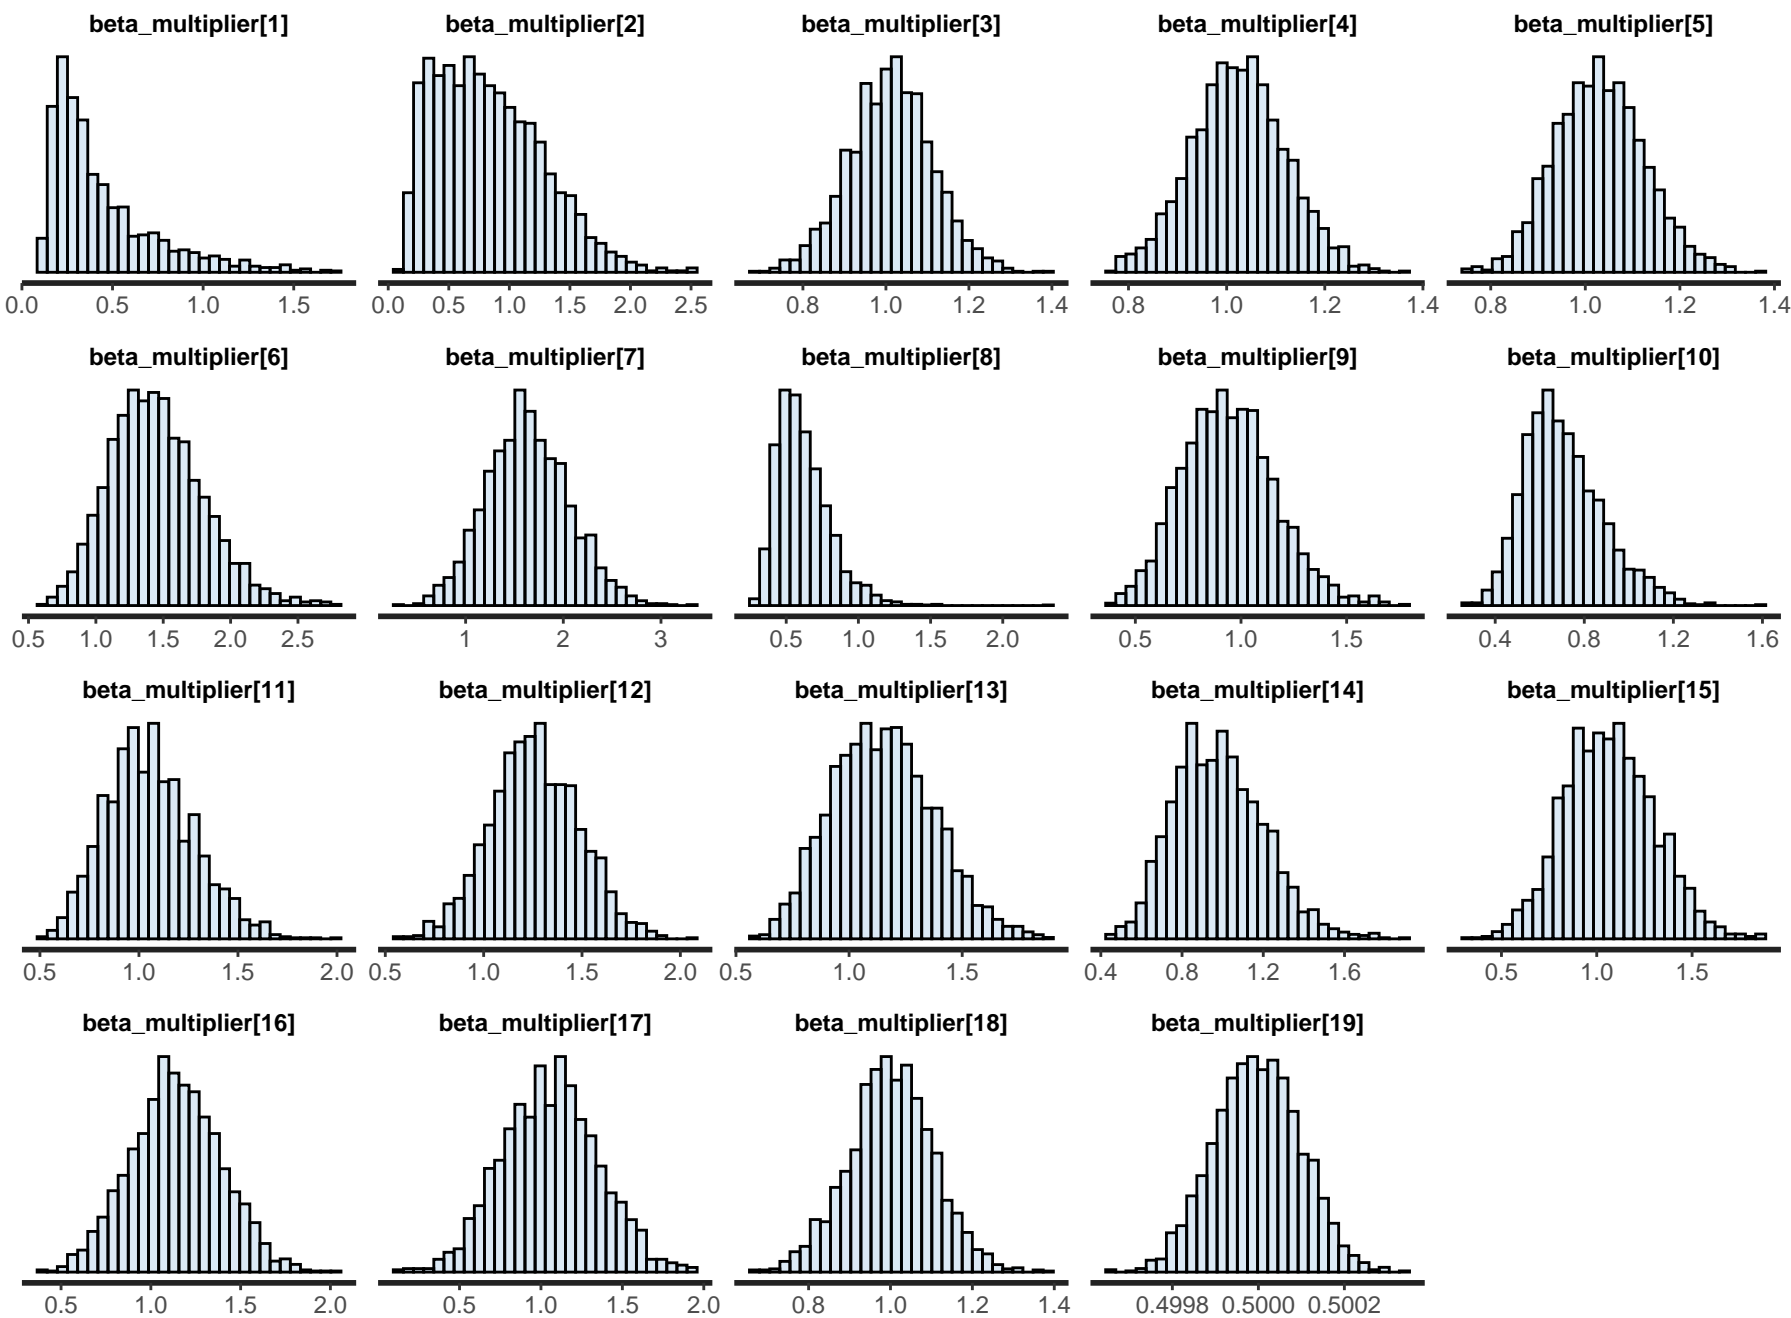 beta_multiplier[1] beta_multiplier[2] beta_multiplier[3] beta_multiplier[4] beta_multiplier[5]
0.0 0.5 1.0 1.5 0.0 0.5 1.0 1.5 2.0 2.5 0.8 1.0 1.2 1.4 0.8 1.0 1.2 1.4 0.8 1.0 1.2 1.4
beta_multiplier[6] beta_multiplier[7] beta_multiplier[8] beta_multiplier[9] beta_multiplier[10]
0.5 1.0 1.5 2.0 2.5 1 2 3 0.5 1.0 1.5 2.0 0.5 1.0 1.5 0.4 0.8 1.2 1.6
beta_multiplier[11] beta_multiplier[12] beta_multiplier[13] beta_multiplier[14] beta_multiplier[15]
0.5 1.0 1.5 2.0 0.5 1.0 1.5 2.0 0.5 1.0 1.5 0.4 0.8 1.2 1.6 0.5 1.0 1.5
beta_multiplier[16] beta_multiplier[17] beta_multiplier[18] beta_multiplier[19]
0.5 1.0 1.5 2.0 0.5 1.0 1.5 2.0 0.8 1.0 1.2 1.4 0.4998 0.5000 0.5002